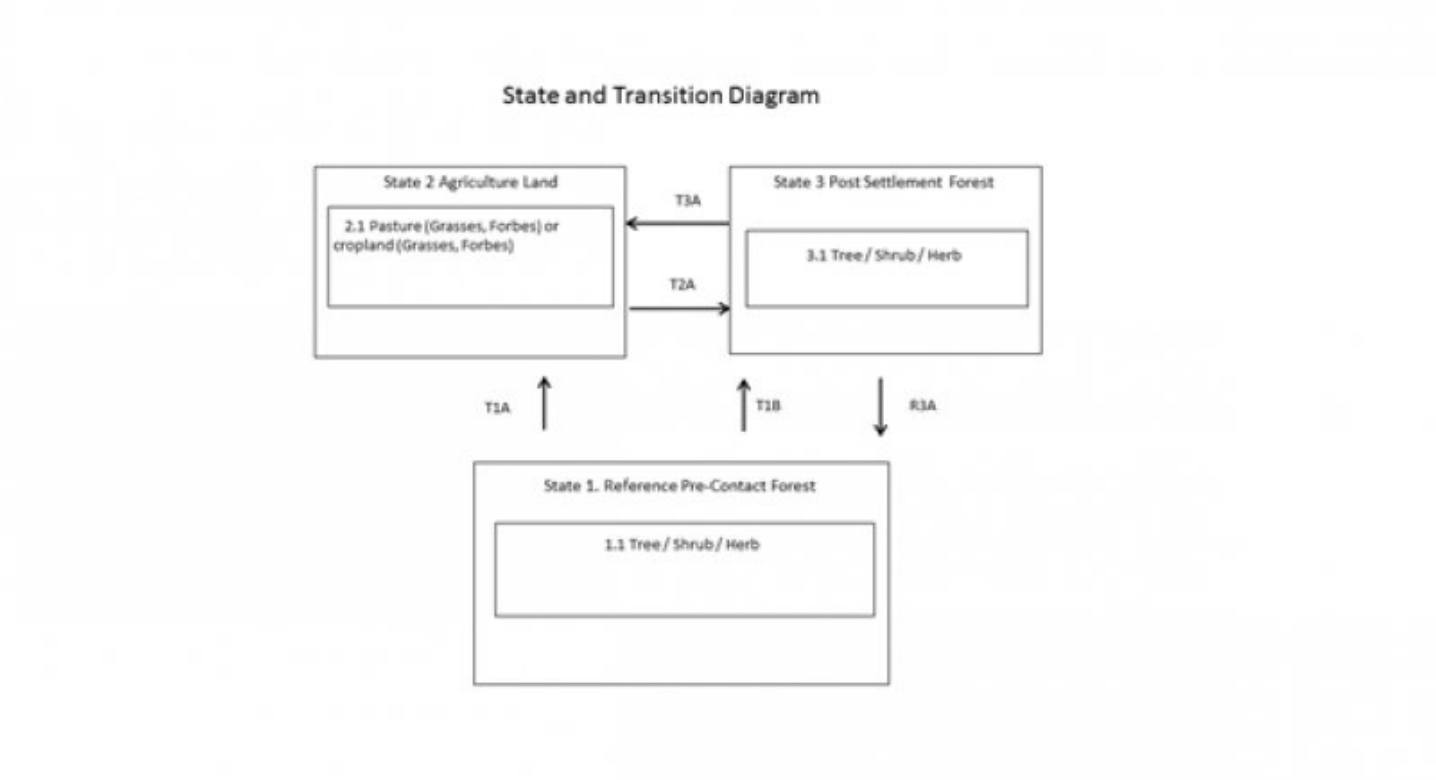 State and Transition Diagram
State 2 Agriculture Land
2.1 Pasture (Grasses, Forbes) or
cropland (Grasses, Forbes)
T3A
T2A
State 3 Post Settlement Forest
3.1 Tree / Shrub / Herb
T1A
T1B
R3A
State 1. Reference Pre-Contact Forest
1.1 Tree / Shrub / Herb